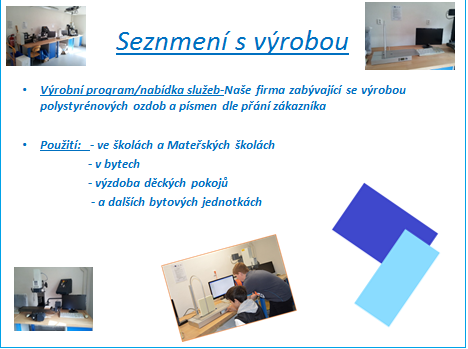 Seznmení s výrobou
• Výrobní program/nabídka služeb-Naše firma zabývající se výrobou
polystyrénových ozdob a písmen dle přání zákazníka
• Použití: - ve školách a Mateřských školách
- v bytech
- výzdoba děckých pokojů
- a dalších bytových jednotkách